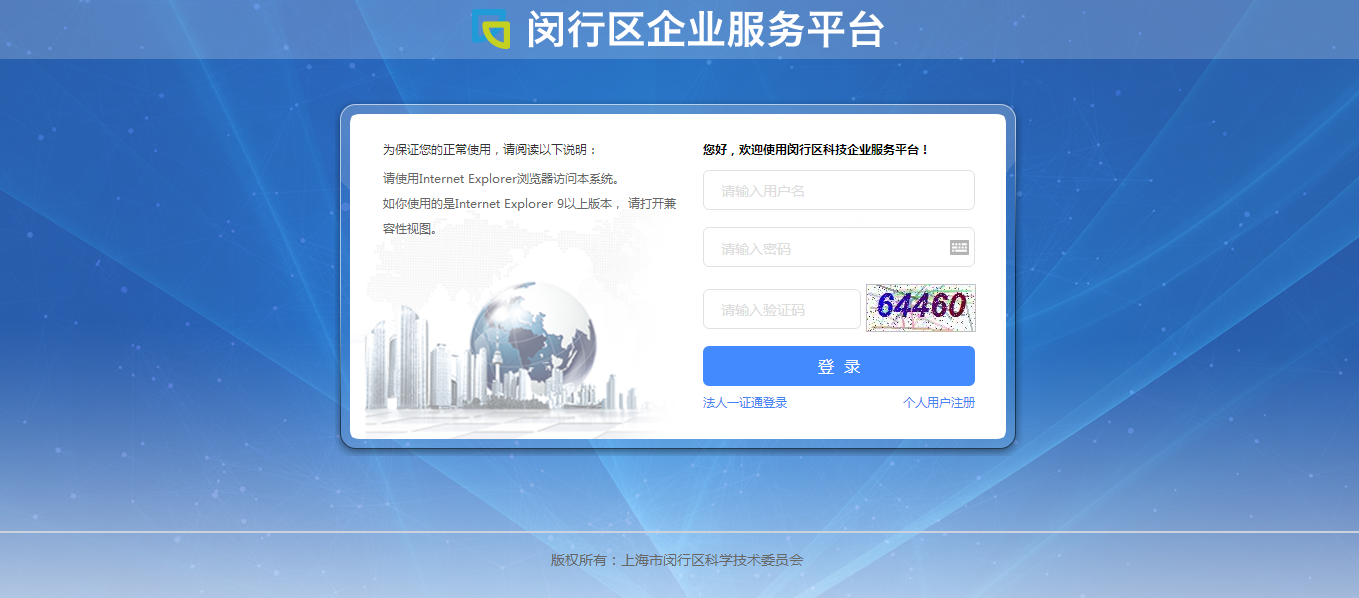 闵行区企业服务平台
为保证您的正常使用，请阅读以下说明：
请使用Internet Explorer浏览器访问本系统。
如你使用的是Internet Explorer 9以上版本， 请打开兼
容性视图。
您好，欢迎使用闵行区科技企业服务平台！
请输入用户名
请输入密码
请输入验证码
64460
登 录
法人一证通登录
个人用户注册
版权所有：上海市闵行区科学技术委员会